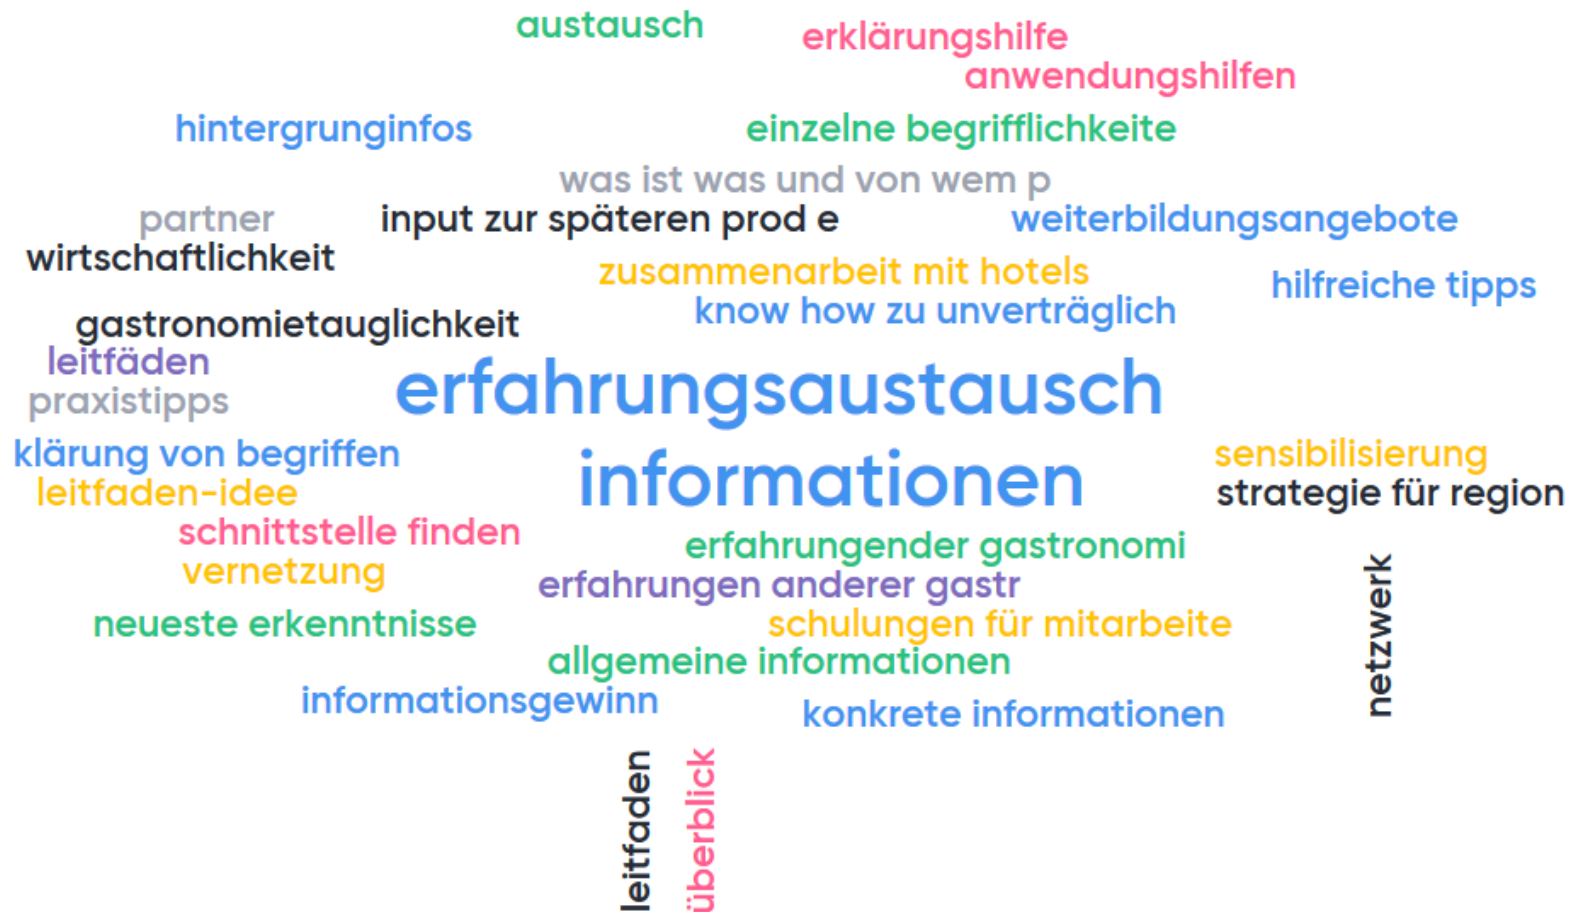 austausch
erklärungshilfe
anwendungshilfen
hintergrunginfos
einzelne begrifflichkeite
was ist was und von wem p
partner
input zur späteren prod e
weiterbildungsangebote
wirtschaftlichkeit
zusammenarbeit mit hotels
hilfreiche tipps
know how zu unverträglich
gastronomietauglichkeit
leitfäden
erfahrungsaustausch
praxistipps
klärung von begriffen
informationen
sensibilisierung
leitfaden-idee
strategie für region
schnittstelle finden
erfahrungender gastronomi
vernetzung
erfahrungen anderer gastr
netzwerk
neueste erkenntnisse
schulungen für mitarbeite
allgemeine informationen
informationsgewinn
konkrete informationen
leitfaden
überblick